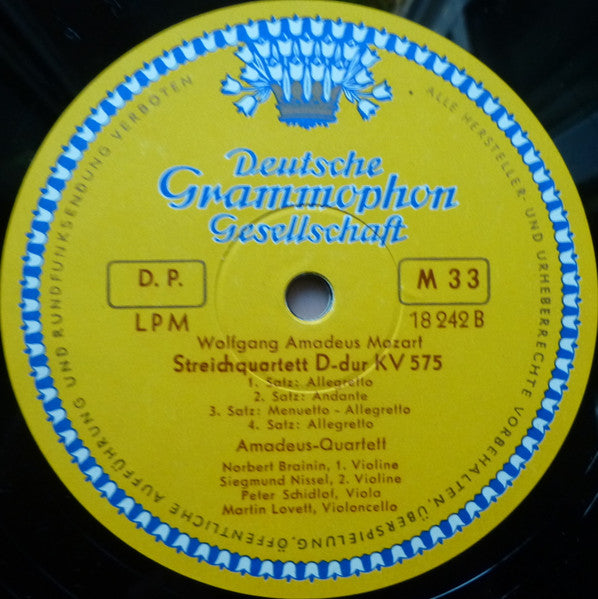 Deutsche
Grammophon
Gesellschaft
D. P.
M 33
LPM
18 242 B
Wolfgang Amadeus Mozart
Streichquartett D-dur KV 575
1. Satz: Allegretto
2. Satz: Andante
3. Satz: Menuetto - Allegretto
4. Satz: Allegretto
Amadeus-Quartett
Norbert Brainin, 1. Violine
Siegmund Nissel, 2. Violine
Peter Schidlof, Viola
Martin Lovett, Violoncello
ALLE HERSTELLER- UND URHEBERRECHTE VORBEHALTEN, ÜBERSPIELUNG, ÖFFENTLICHE AUFFÜHRUNG UND RUNDFUNKSENDUNG VERBOTEN